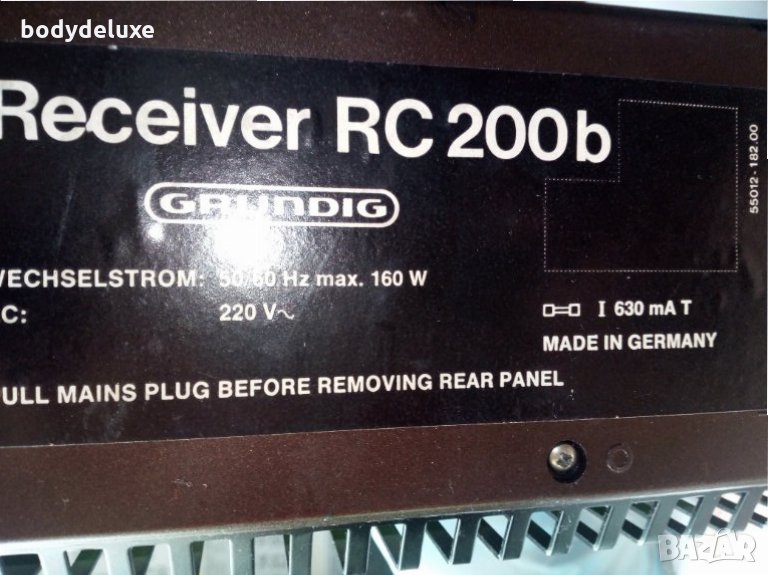 bodydeluxe
Receiver RC 200b
GRUNDIG
55012-182.00
WECHSELSTROM: 50/60 Hz max. 160 W
C: 220 V~
I 630 mA T
MADE IN GERMANY
ULL MAINS PLUG BEFORE REMOVING REAR PANEL
BAZAR